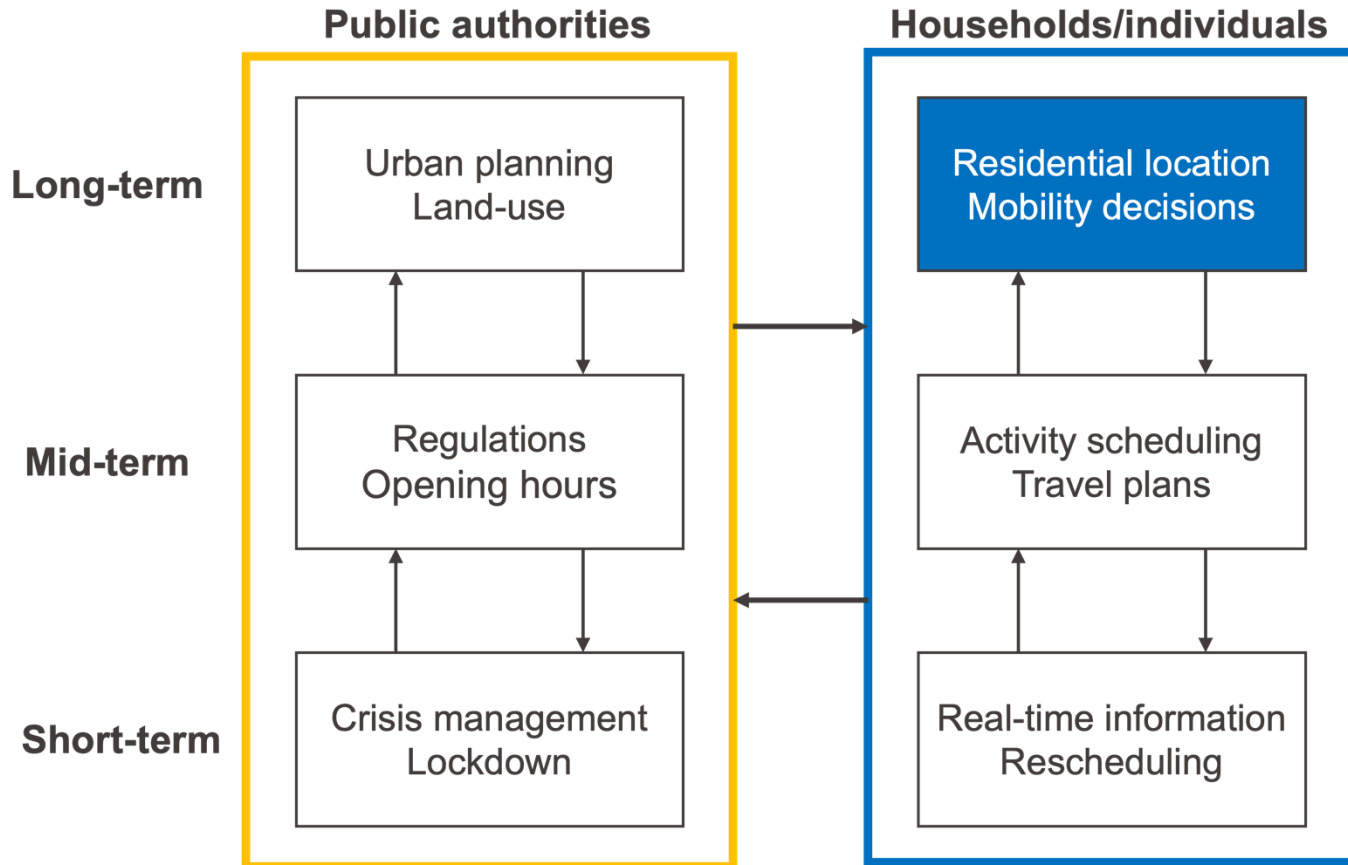 Public authorities
Households/individuals
Long-term
Urban planning
Land-use
Residential location
Mobility decisions
Mid-term
Regulations
Opening hours
Activity scheduling
Travel plans
Short-term
Crisis management
Lockdown
Real-time information
Rescheduling